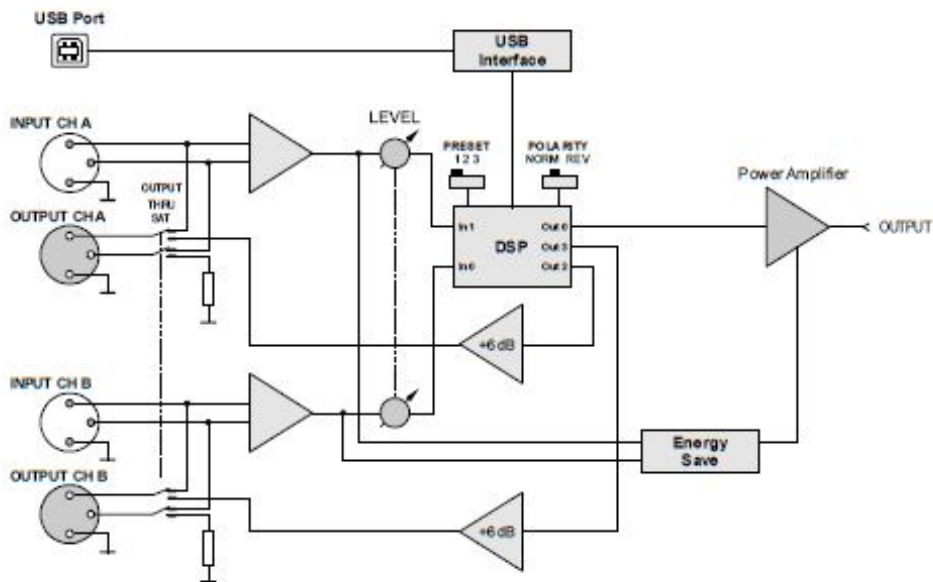 USB Port
USB
Interface
INPUT CH A
LEVEL
PRESET
1 2 3
POLARITY
NORM REV
Power Amplifier
OUTPUT
THRU
SAT
OUTPUT CH A
In 1
Out 0
DSP
Out 3
In 0
Out 2
OUTPUT
+6 dB
INPUT CH B
Energy
Save
OUTPUT CH B
+6 dB